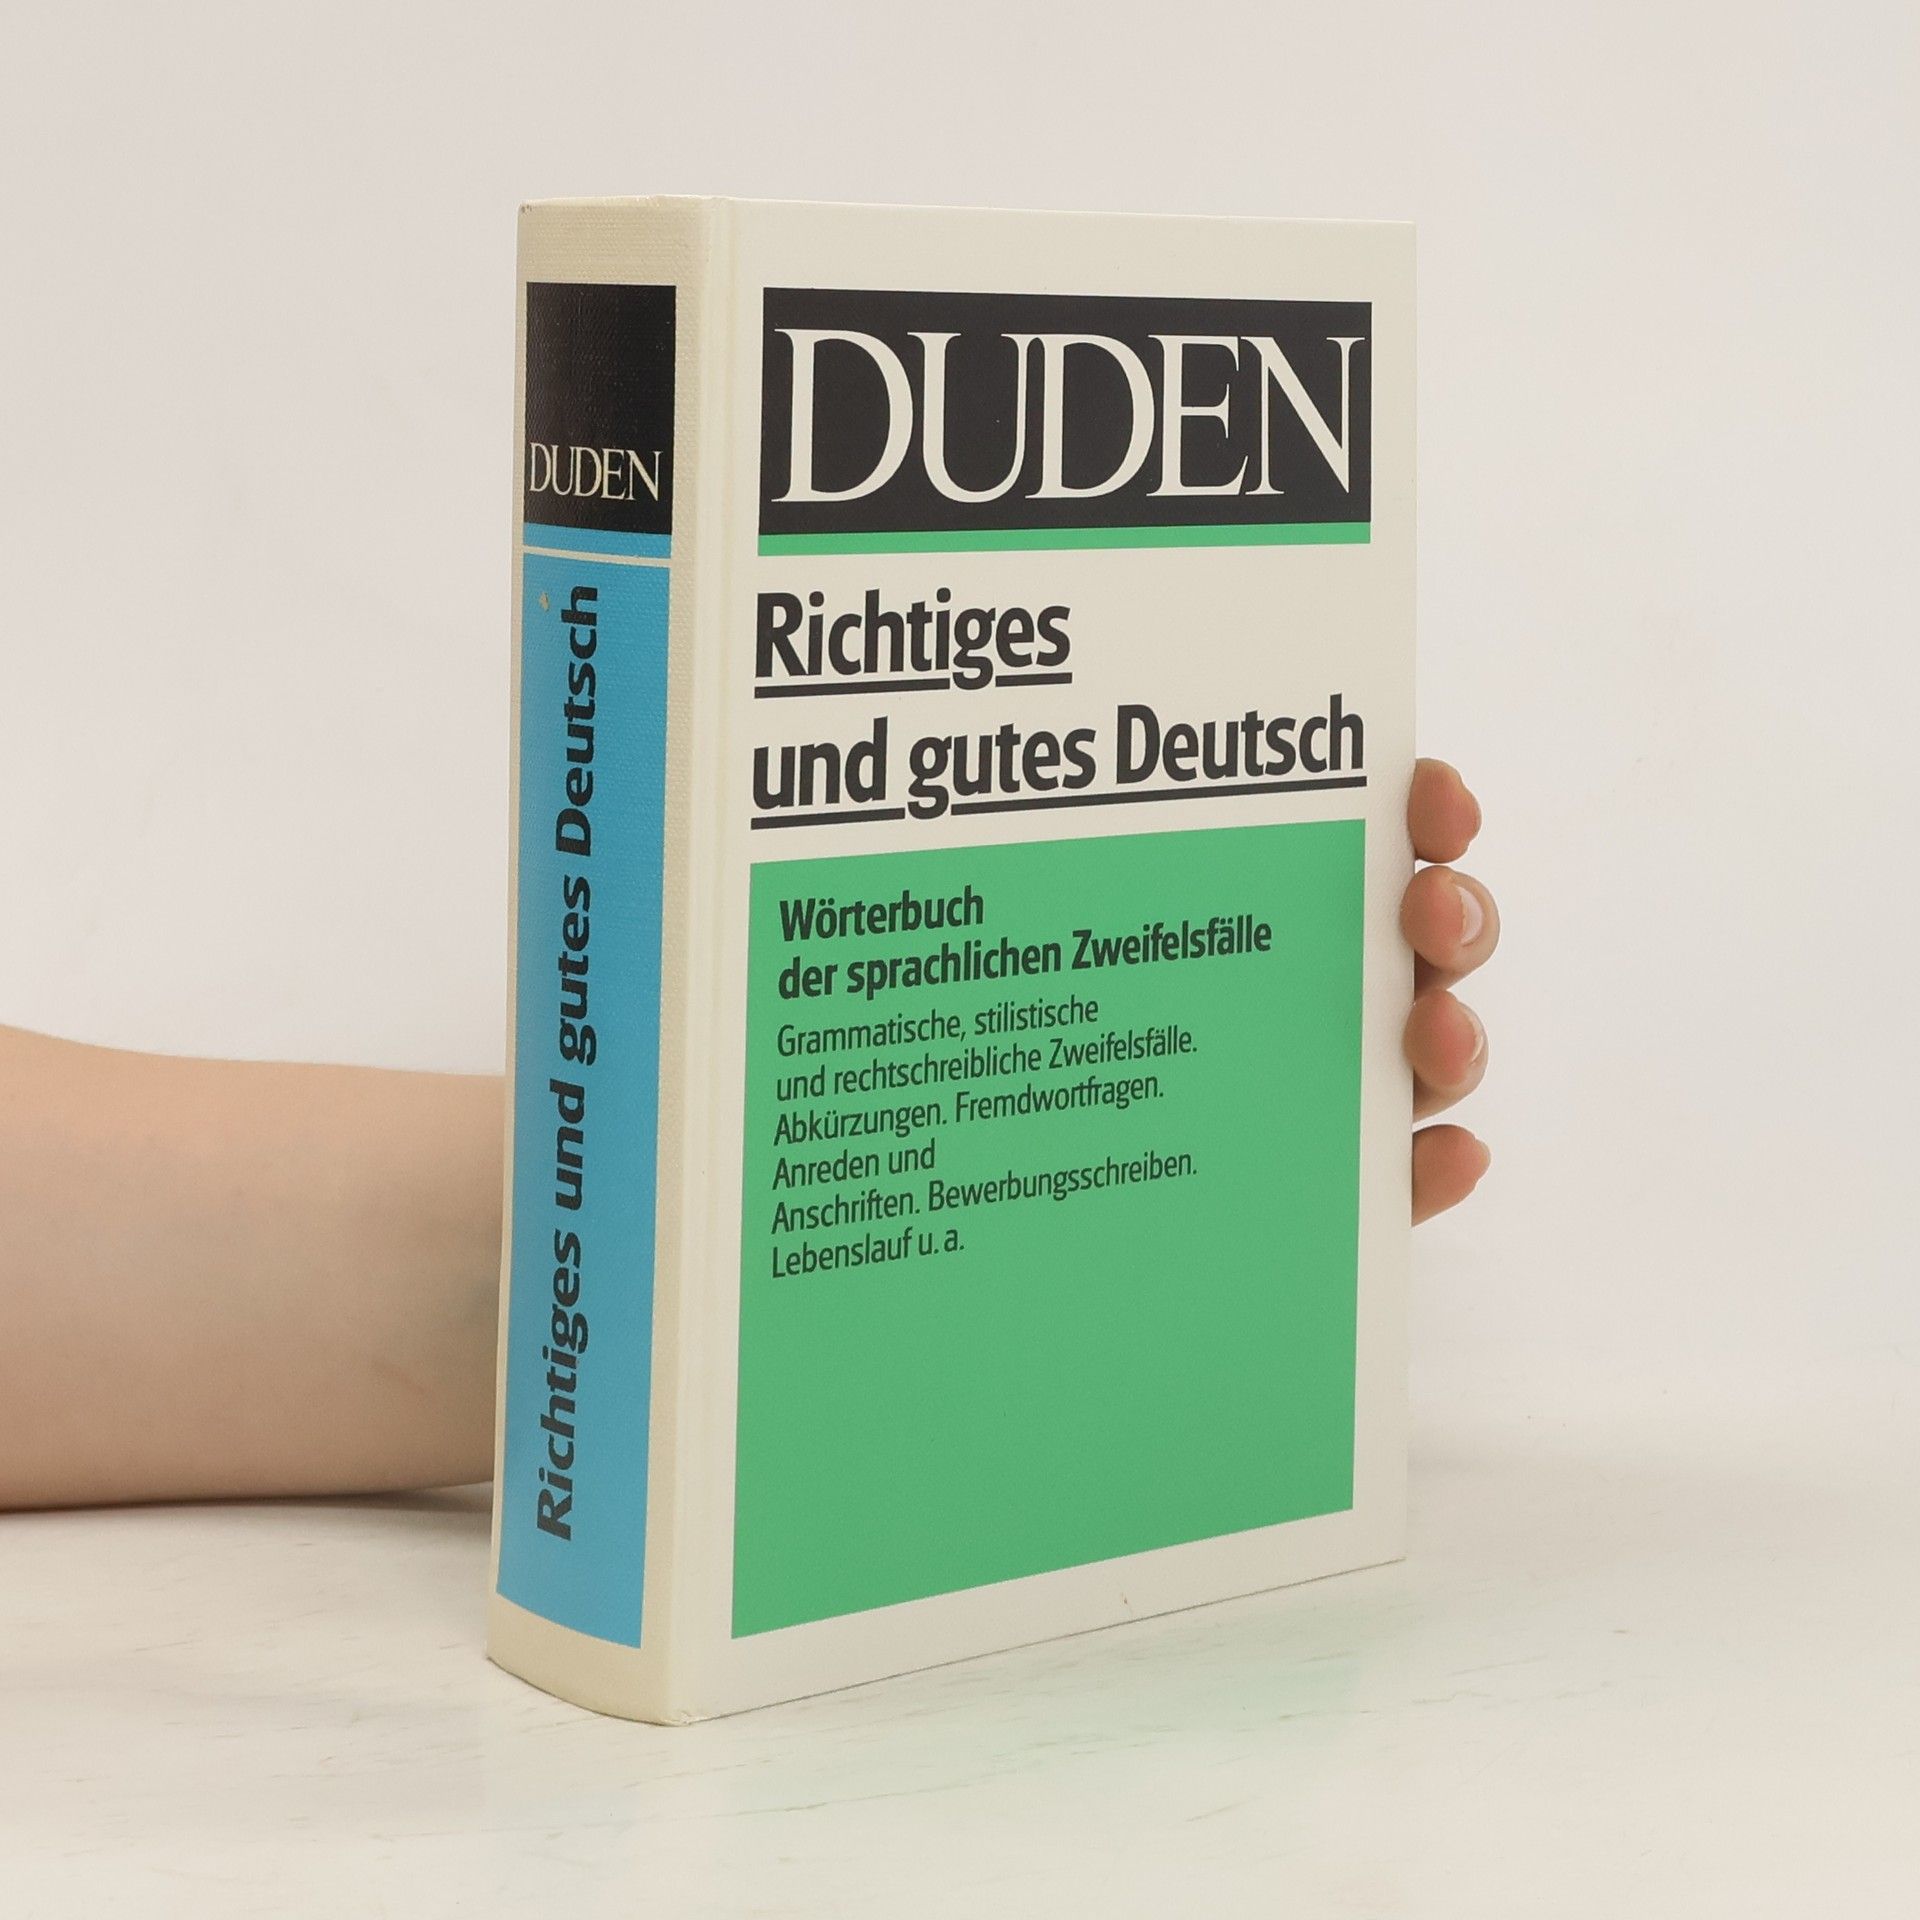 DUDEN
Richtiges und gutes Deutsch
DUDEN
Richtiges
und gutes Deutsch
Wörterbuch
der sprachlichen Zweifelsfälle
Grammatische, stilistische
und rechtschreibliche Zweifelsfälle.
Abkürzungen. Fremdwortfragen.
Anreden und
Anschriften. Bewerbungsschreiben.
Lebenslauf u. a.